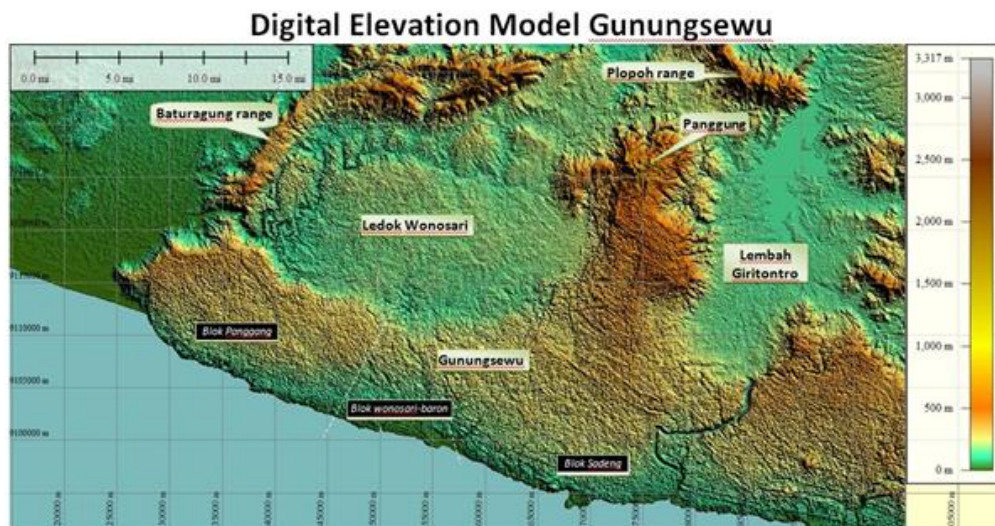 Digital Elevation Model Gunungsewu
0.0 mi 5.0 mi 10.0 mi 15.0 mi
Plopoh range
Baturagung range
Panggung
Ledok Wonosari
Lembah
Giritontro
Blok Panggang
Gunungsewu
Blok wonosari-baron
Blok Sadeng
3,317 m
3,000 m
2,500 m
2,000 m
1,500 m
1,000 m
500 m
0 m
9110000 m
9105000 m
9100000 m